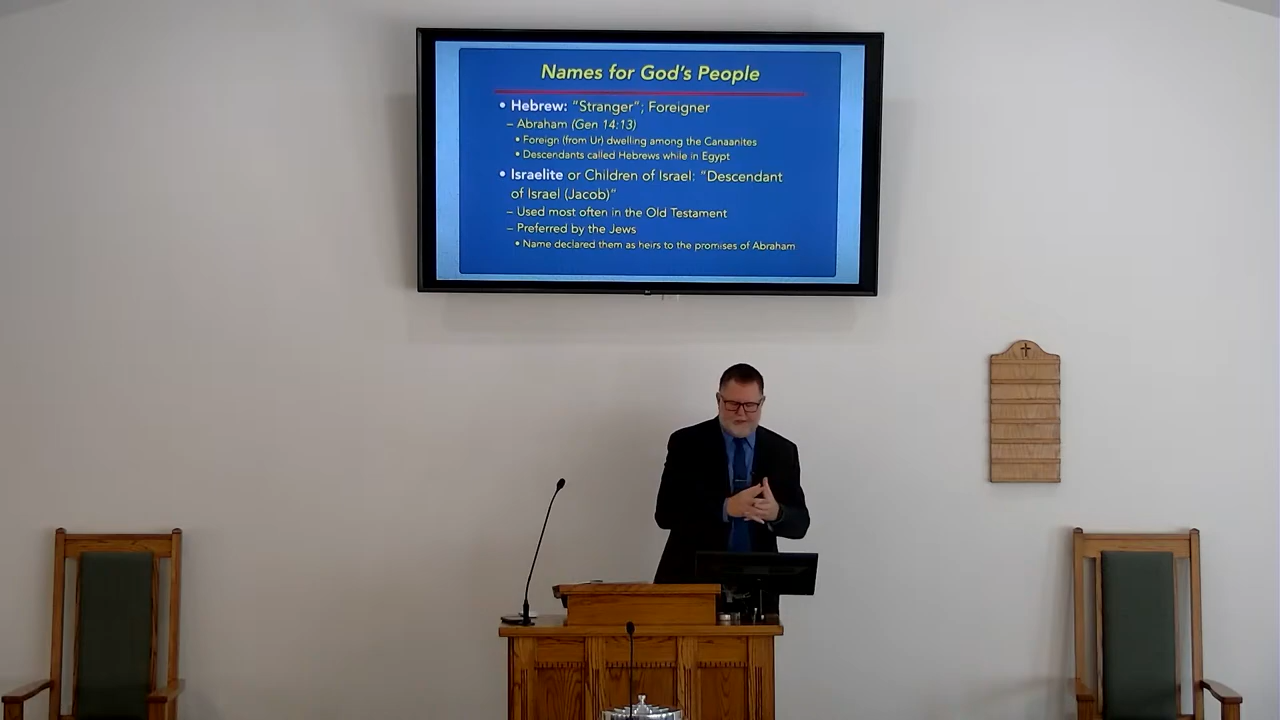 Names for God's People
• Hebrew: "Stranger"; Foreigner
– Abraham (Gen 14:13)
• Foreign (from Ur) dwelling among the Canaanites
• Descendants called Hebrews while in Egypt
• Israelite or Children of Israel: "Descendant
of Israel (Jacob)"
– Used most often in the Old Testament
– Preferred by the Jews
• Name declared them as heirs to the promises of Abraham